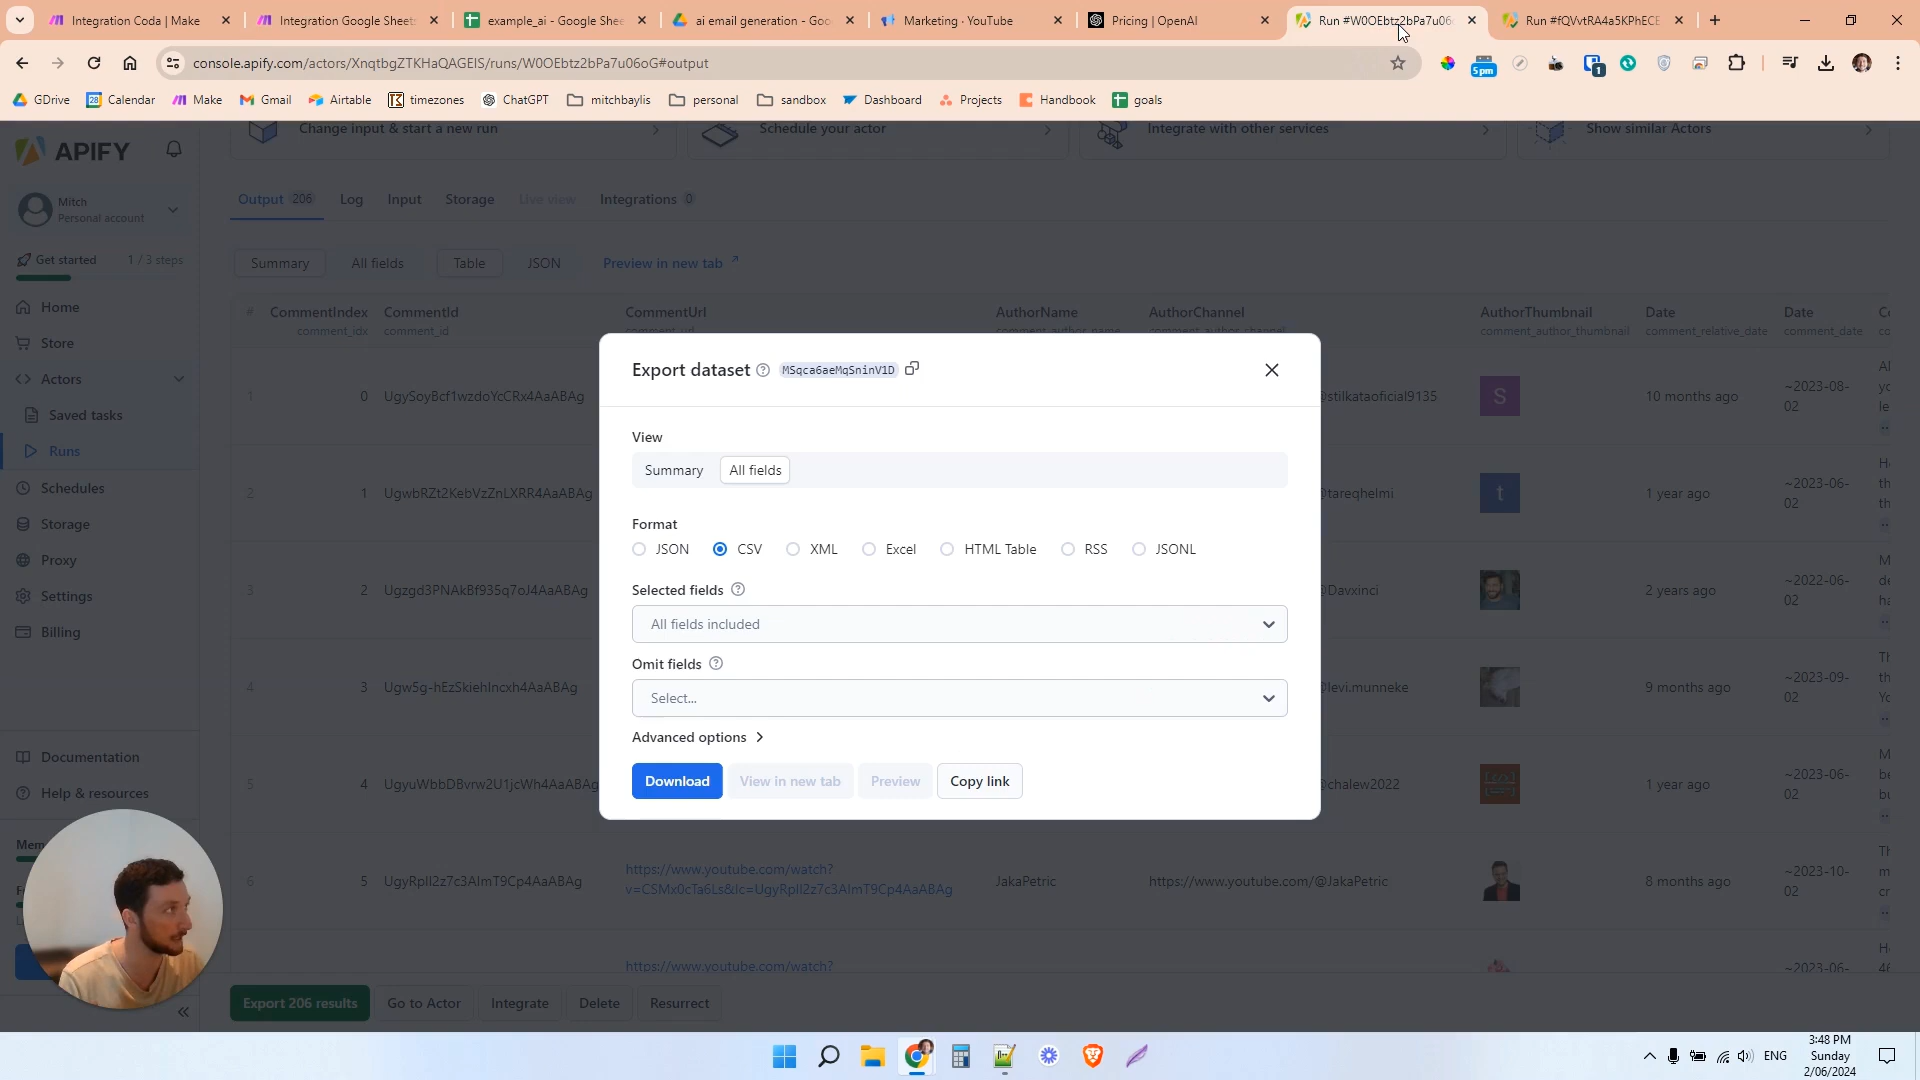 Integration Coda | Make
Integration Google Sheets
example_ai - Google Shee
ai email generation - Goo
Marketing - YouTube
Pricing | OpenAI
Run #W0OEbtz2bPa7u06
Run #fQVvtRA4a5KPhECE
console.apify.com/actors/XnqtbgZTKHaQAGEIS/runs/W0OEbtz2bPa7u06oG#output
5pm
1
GDrive
Calendar
Make
Gmail
Airtable
timezones
ChatGPT
mitchbaylis
personal
sandbox
Dashboard
Projects
Handbook
goals
APIFY
Mitch
Personal account
Get started
1 / 3 steps
Home
Store
Actors
Saved tasks
Runs
Schedules
Storage
Proxy
Settings
Billing
Documentation
Help & resources
Mem
Change input & start a new run
Schedule your actor
Integrate with other services
Show similar Actors
Output 206
Log
Input
Storage
Live view
Integrations 0
Summary
All fields
Table
JSON
Preview in new tab
#
CommentIndex
comment_idx
CommentId
comment_id
CommentUrl
AuthorName
AuthorChannel
AuthorThumbnail
comment_author_thumbnail
Date
comment_relative_date
Date
comment_date
1
0
UgySoyBcf1wzdoYcCRx4AaABAg
@stilkataoficial9135
S
10 months ago
~2023-08-
02
2
1
UgwbRZt2KebVzZnLXRR4AaABAg
@tareqhelmi
t
1 year ago
~2023-06-
02
3
2
Ugzgd3PNAkBf935q7oJ4AaABAg
@Davxinci
2 years ago
~2022-06-
02
4
3
Ugw5g-hEzSkiehIncxh4AaABAg
@levi.munneke
9 months ago
~2023-09-
02
5
4
UgyuWbbDBvrw2U1jcWh4AaABAg
@chalew2022
1 year ago
~2023-06-
02
6
5
UgyRpII2z7c3AImT9Cp4AaABAg
https://www.youtube.com/watch?
v=CSMx0cTa6Ls&lc=UgyRpII2z7c3AImT9Cp4AaABAg
JakaPetric
https://www.youtube.com/@JakaPetric
8 months ago
~2023-10-
02
https://www.youtube.com/watch?
~2023-06-
Export dataset
MSqca6aeMqSninV1D
View
Summary
All fields
Format
JSON
CSV
XML
Excel
HTML Table
RSS
JSONL
Selected fields
All fields included
Omit fields
Select...
Advanced options
Download
View in new tab
Preview
Copy link
Export 206 results
Go to Actor
Integrate
Delete
Resurrect
ENG
3:48 PM
Sunday
2/06/2024